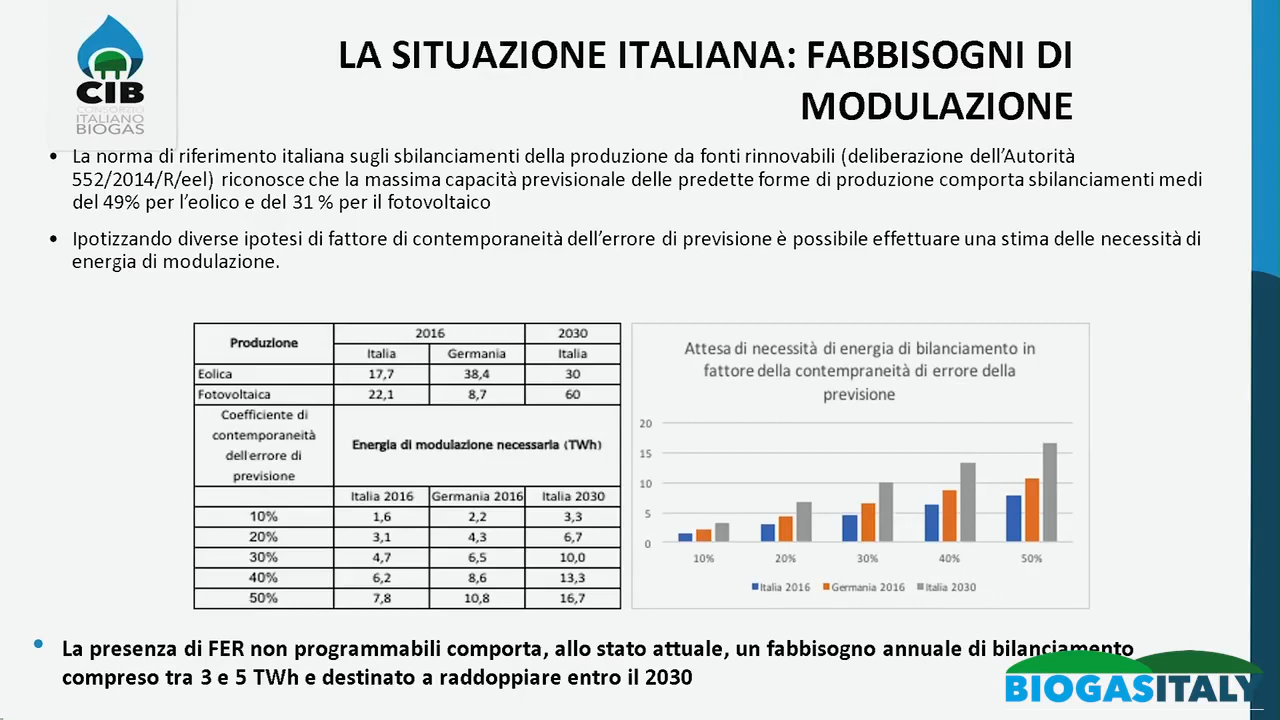 CIB
CONSORZIO
ITALIANO
BIOGAS
LA SITUAZIONE ITALIANA: FABBISOGNI DI
MODULAZIONE
• La norma di riferimento italiana sugli sbilanciamenti della produzione da fonti rinnovabili (deliberazione dell'Autorità
552/2014/R/eel) riconosce che la massima capacità previsionale delle predette forme di produzione comporta sbilanciamenti medi
del 49% per l'eolico e del 31 % per il fotovoltaico
• Ipotizzando diverse ipotesi di fattore di contemporaneità dell'errore di previsione è possibile effettuare una stima delle necessità di
energia di modulazione.
Produzione 2016 2030
Italia Germania Italia
Eolica 17,7 38,4 30
Fotovoltaica 22,1 8,7 60
Coefficiente di
contemporaneità
dell'errore di
previsione
Energia di modulazione necessaria (TWh)
Italia 2016 Germania 2016 Italia 2030
10% 1,6 2,2 3,3
20% 3,1 4,3 6,7
30% 4,7 6,5 10,0
40% 6,2 8,6 13,3
50% 7,8 10,8 16,7
Attesa di necessità di energia di bilanciamento in
fattore della contempraneità di errore della
previsione
20
15
10
5
0
10% 20% 30% 40% 50%
Italia 2016 Germania 2016 Italia 2030
• La presenza di FER non programmabili comporta, allo stato attuale, un fabbisogno annuale di bilanciamento
compreso tra 3 e 5 TWh e destinato a raddoppiare entro il 2030
BIOGASITALY